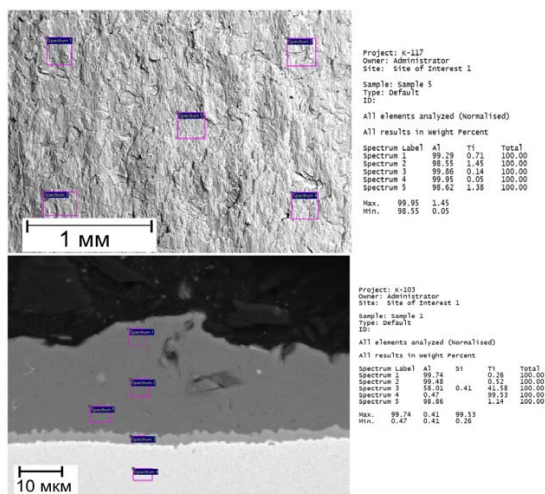 Spectrum 1
Spectrum 5
1 мм
Project: K-117
Owner: Administrator
Site: Site of Interest 1
Sample: Sample 5
Type: Default
ID:
All elements analyzed (Normalised)
All results in Weight Percent
Spectrum Label Al Ti Total
Spectrum 1 99.29 0.71 100.00
Spectrum 2 98.55 1.45 100.00
Spectrum 3 99.86 0.14 100.00
Spectrum 4 99.95 0.05 100.00
Spectrum 5 98.62 1.38 100.00
Max. 99.95 1.45
Min. 98.55 0.05
Spectrum 1
10 мкм
Project: K-103
Owner: Administrator
Site: Site of Interest 1
Sample: Sample 1
Type: Default
ID:
All elements analyzed (Normalised)
All results in Weight Percent
Spectrum Label Al Si Ti Total
Spectrum 1 99.74 0.26 100.00
Spectrum 2 99.48 0.52 100.00
Spectrum 3 58.01 0.41 41.58 100.00
Spectrum 4 0.47 99.53 100.00
Spectrum 5 98.86 1.14 100.00
Max. 99.74 0.41 99.53
Min. 0.47 0.41 0.26